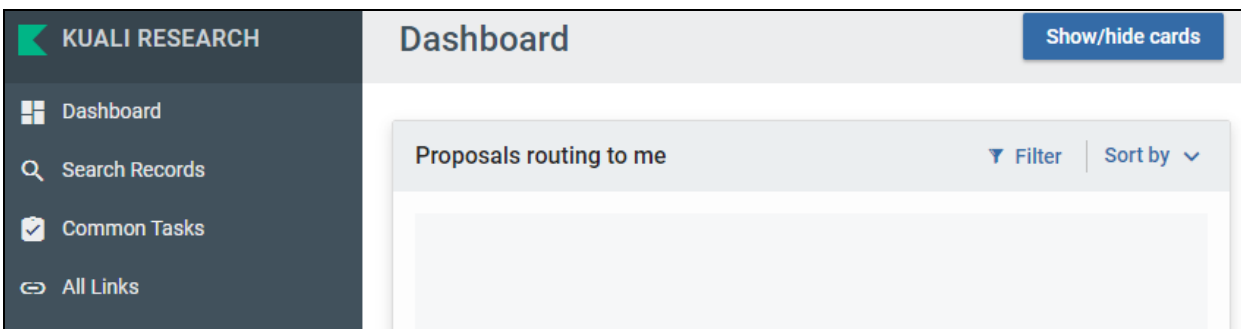 KUALI RESEARCH
Dashboard
Search Records
Common Tasks
All Links
Dashboard
Show/hide cards
Proposals routing to me
Filter
Sort by